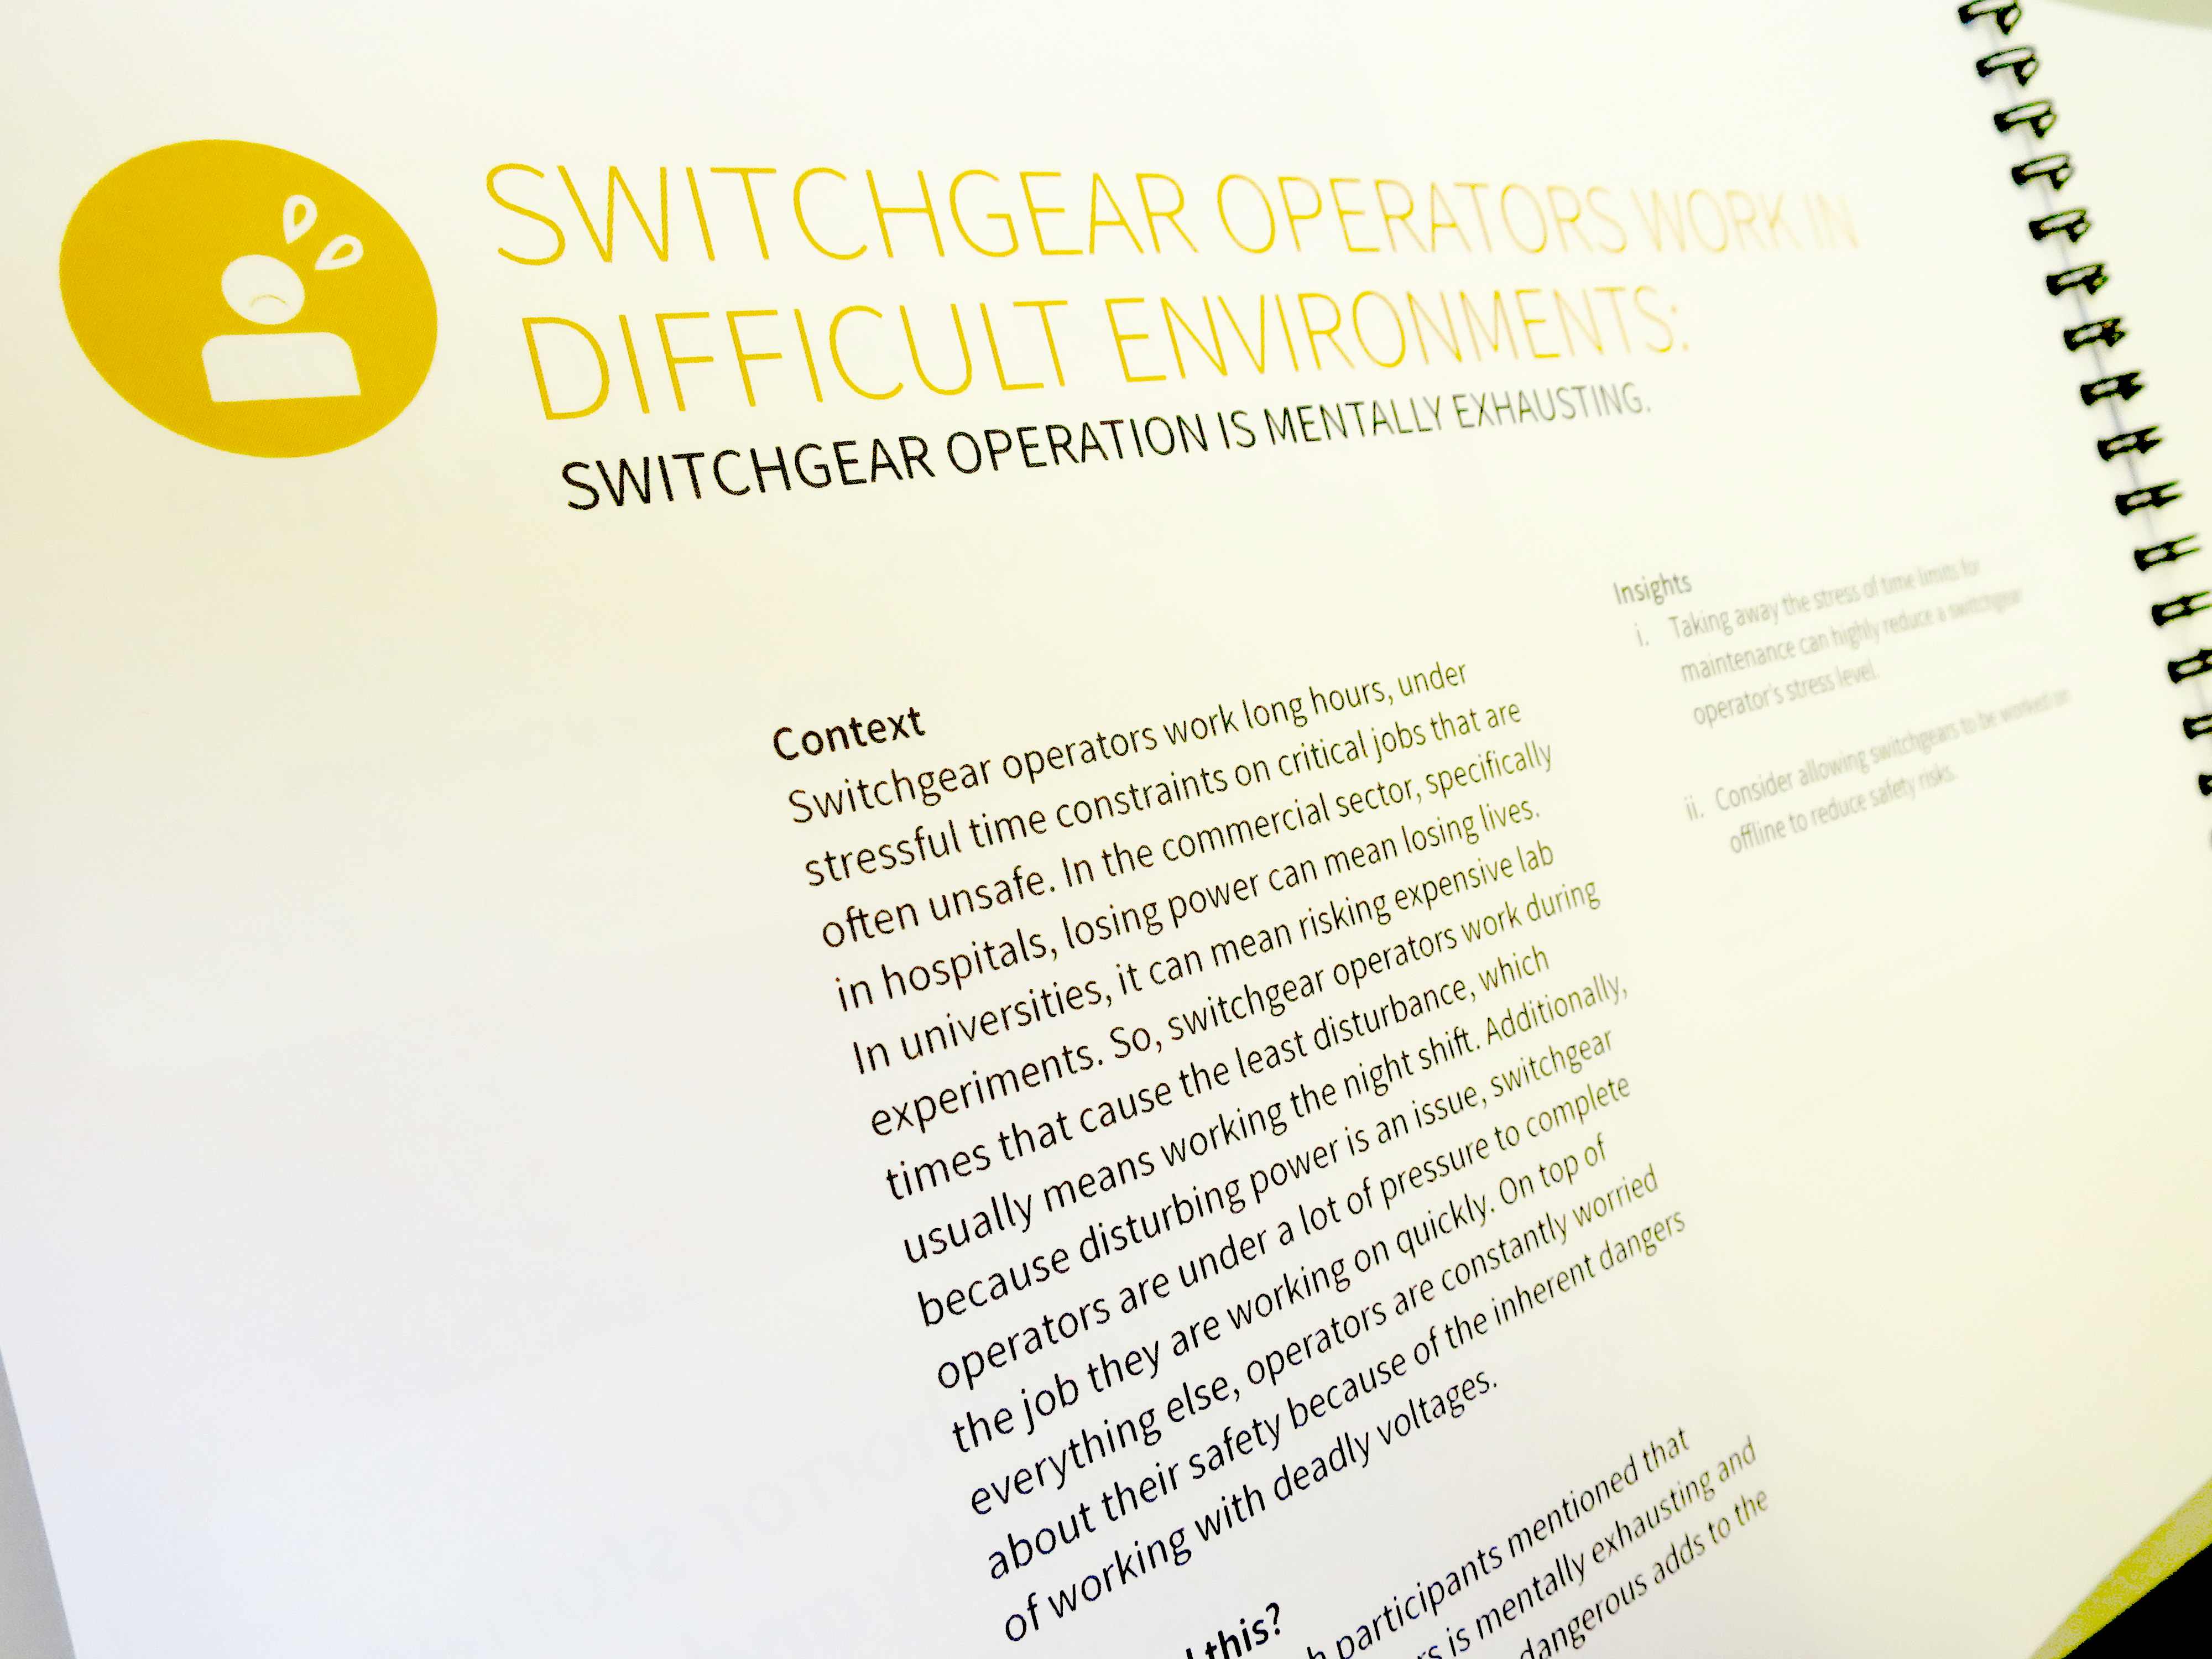 SWITCHGEAR OPERATORS WORK IN
DIFFICULT ENVIRONMENTS:
SWITCHGEAR OPERATION IS MENTALLY EXHAUSTING.
Context
Switchgear operators work long hours, under
stressful time constraints on critical jobs that are
often unsafe. In the commercial sector, specifically
in hospitals, losing power can mean losing lives.
In universities, it can mean risking expensive lab
experiments. So, switchgear operators work during
times that cause the least disturbance, which
usually means working the night shift. Additionally,
because disturbing power is an issue, switchgear
operators are under a lot of pressure to complete
the job they are working on quickly. On top of
everything else, operators are constantly worried
about their safety because of the inherent dangers
of working with deadly voltages.
this?
participants mentioned that
is mentally exhausting and
dangerous adds to the
Insights
i. Taking away the stress of time limits for
maintenance can highly reduce a switchgear
operator's stress level.
ii. Consider allowing switchgears to be worked on
offline to reduce safety risks.